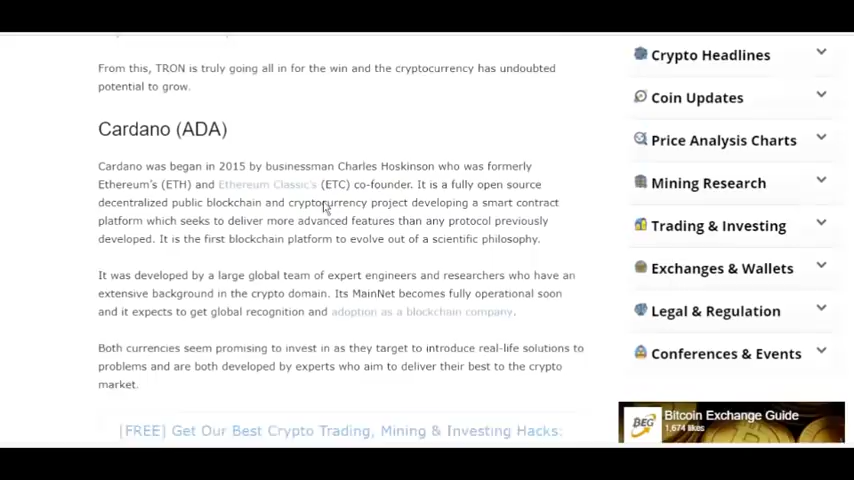 From this, TRON is truly going all in for the win and the cryptocurrency has undoubted
potential to grow.
Cardano (ADA)
Cardano was began in 2015 by businessman Charles Hoskinson who was formerly
Ethereum's (ETH) and Ethereum Classic's (ETC) co-founder. It is a fully open source
decentralized public blockchain and cryptocurrency project developing a smart contract
platform which seeks to deliver more advanced features than any protocol previously
developed. It is the first blockchain platform to evolve out of a scientific philosophy.
It was developed by a large global team of expert engineers and researchers who have an
extensive background in the crypto domain. Its MainNet becomes fully operational soon
and it expects to get global recognition and adoption as a blockchain company.
Both currencies seem promising to invest in as they target to introduce real-life solutions to
problems and are both developed by experts who aim to deliver their best to the crypto
market.
[FREE] Get Our Best Crypto Trading, Mining & Investing Hacks:
Crypto Headlines
Coin Updates
Price Analysis Charts
Mining Research
Trading & Investing
Exchanges & Wallets
Legal & Regulation
Conferences & Events
BEG
Bitcoin Exchange Guide
1,674 likes